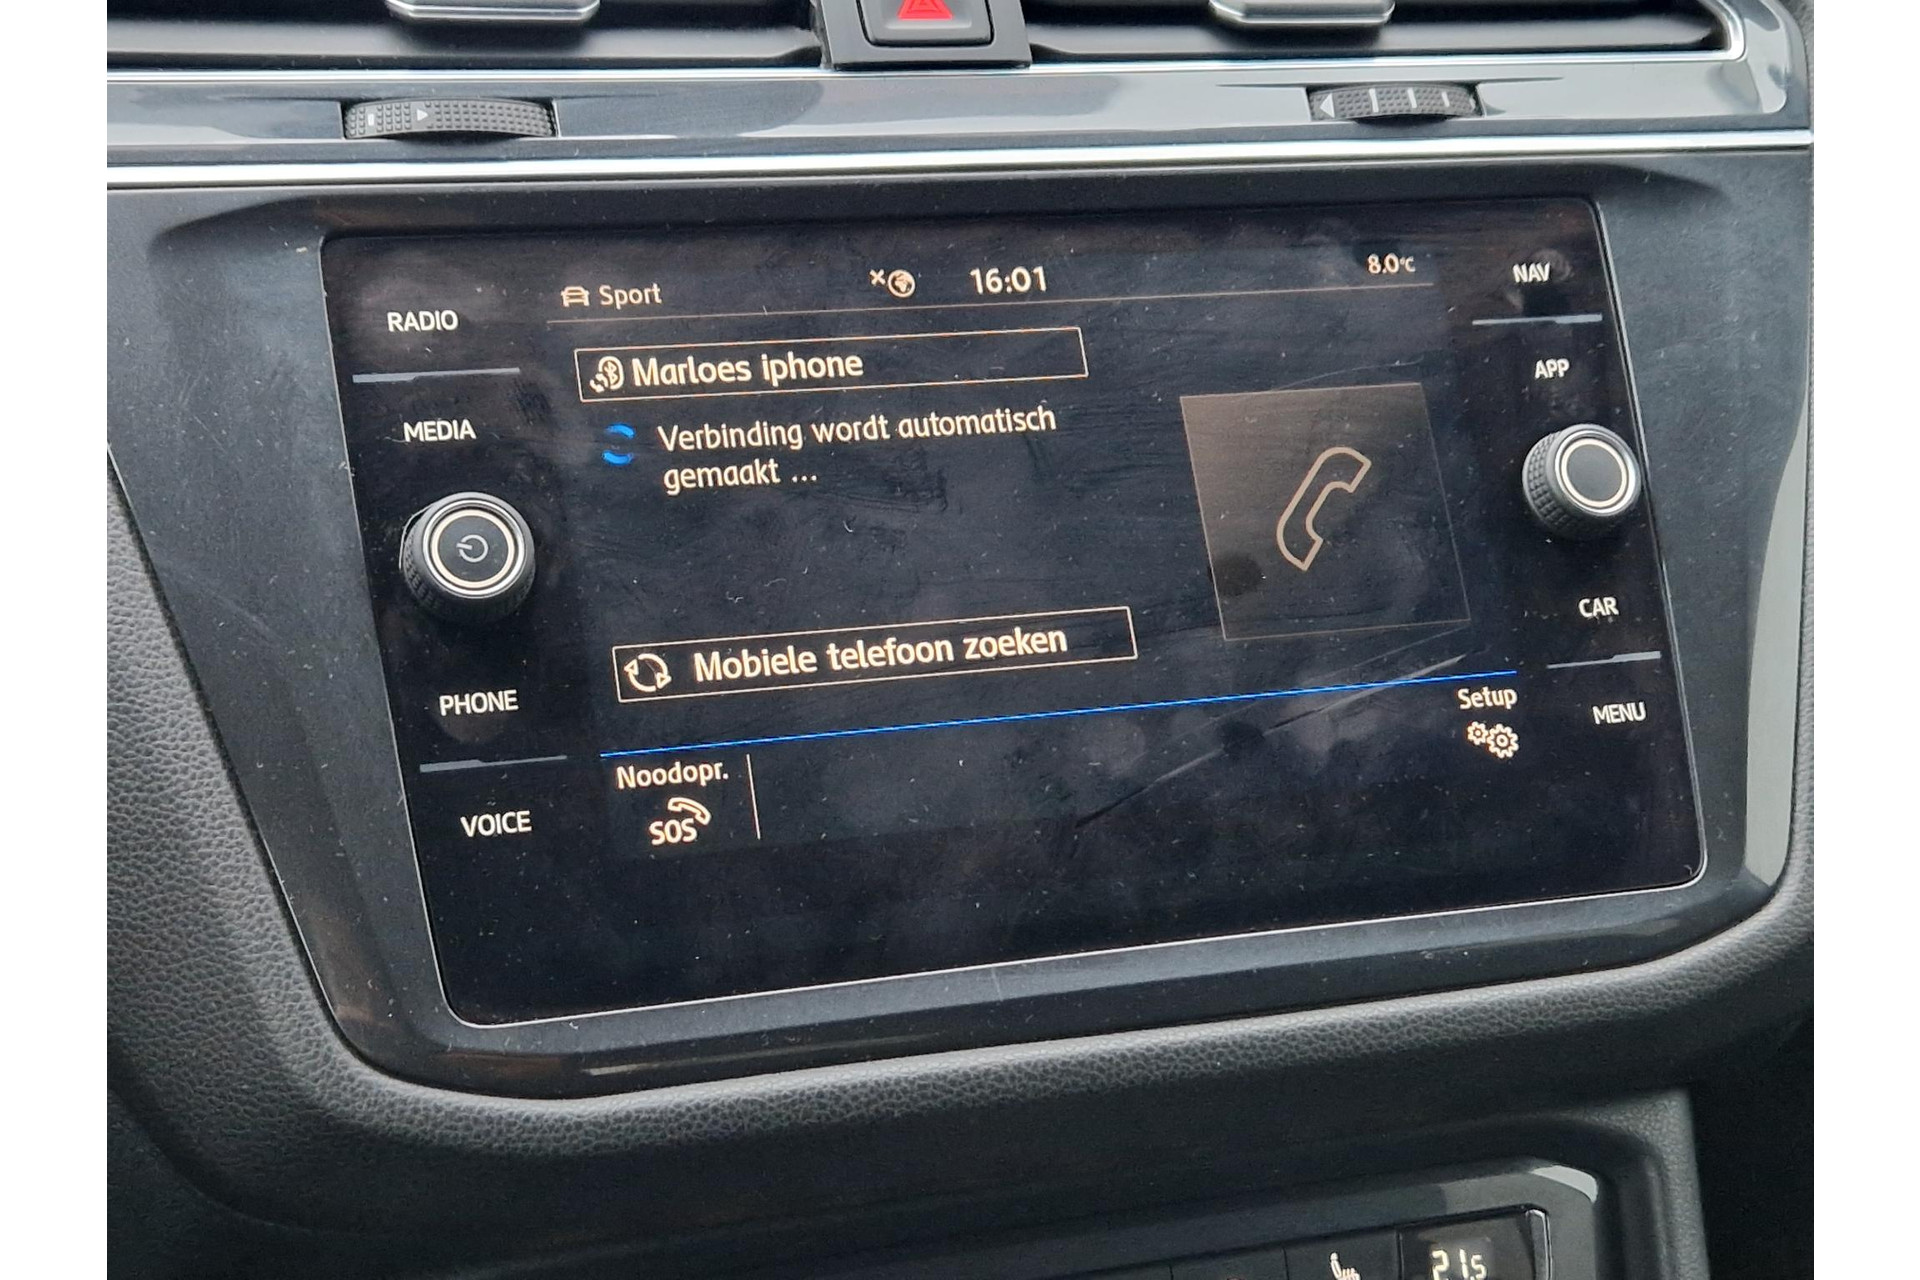 Sport 16:01 8.0°C
RADIO
MEDIA
PHONE
VOICE
NAV
APP
CAR
MENU
Marloes iphone
Verbinding wordt automatisch
gemaakt ...
Mobiele telefoon zoeken
Noodopr.
SOS
Setup
21.5